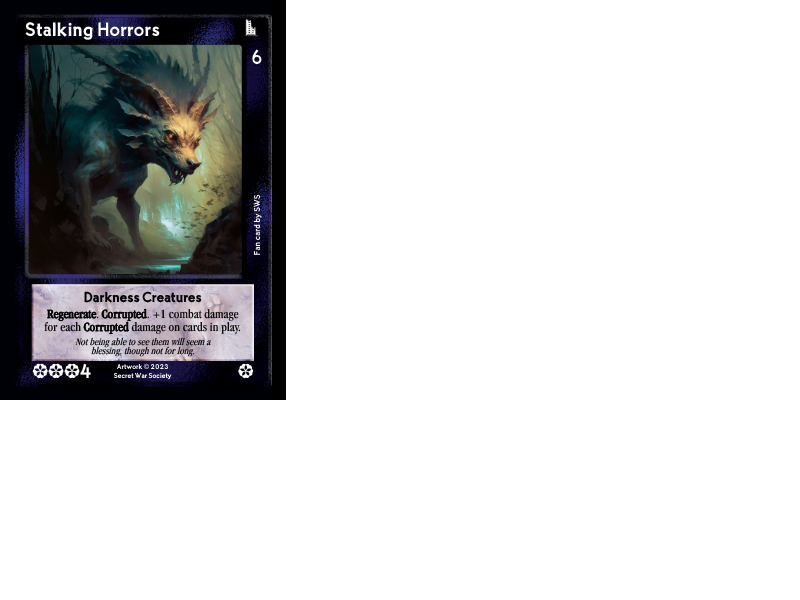 Stalking Horrors
6
Fan card by SWS
Darkness Creatures
Regenerate. Corrupted. +1 combat damage
for each Corrupted damage on cards in play.
Not being able to see them will seem a
blessing, though not for long.
4
Artwork © 2023
Secret War Society